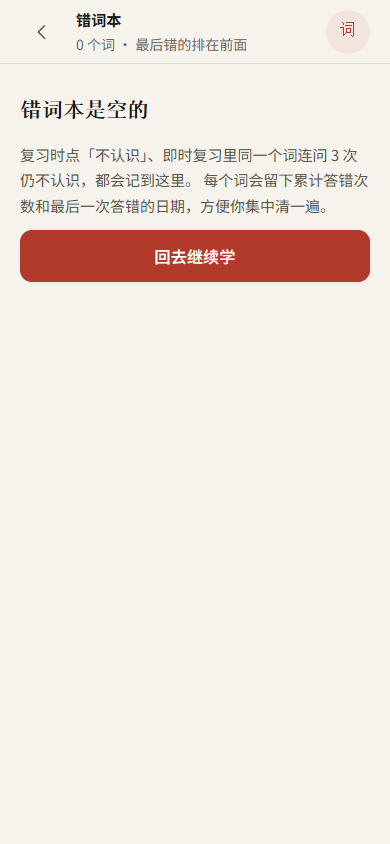 错词本
0 个词 · 最后错的排在前面
词
错词本是空的
复习时点「不认识」、即时复习里同一个词连问 3 次
仍不认识，都会记到这里。 每个词会留下累计答错次
数和最后一次答错的日期，方便你集中清一遍。
回去继续学